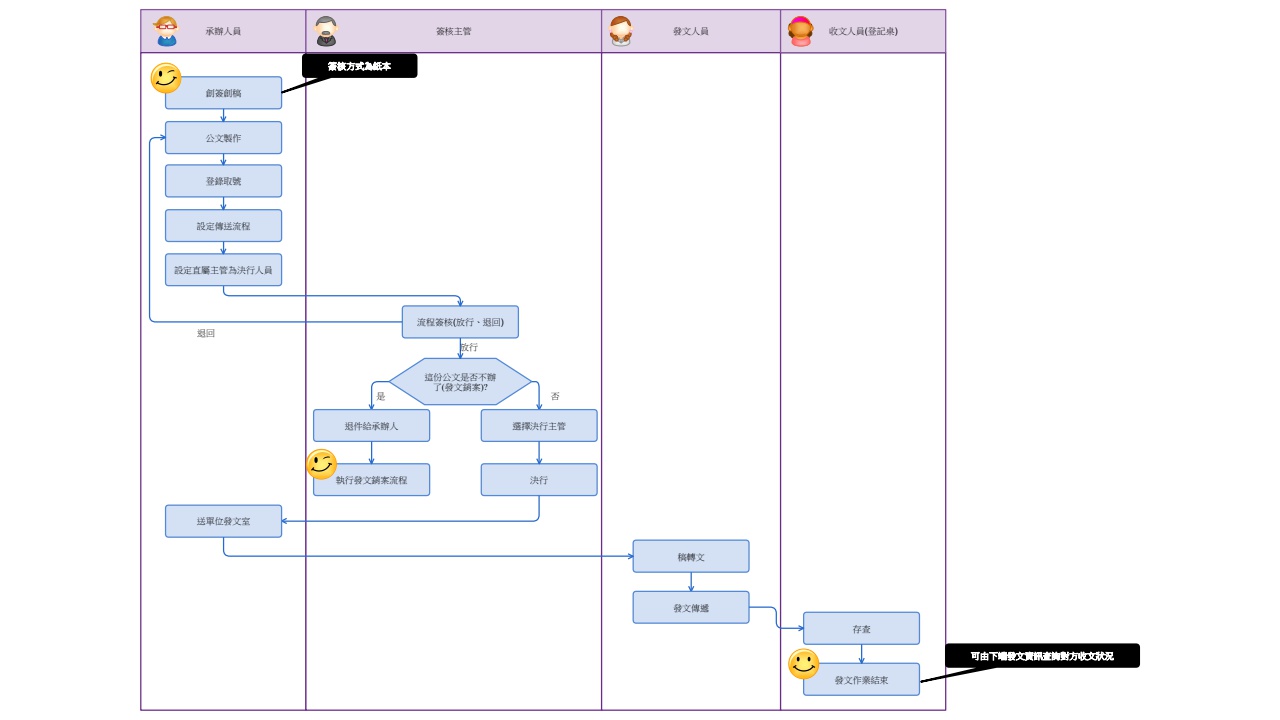 承辦人員
簽核主管
發文人員
收文人員(登記桌)
簽核方式為紙本
創簽創稿
公文製作
登錄取號
設定傳送流程
設定直屬主管為決行人員
流程簽核(放行、退回)
退回
放行
這份公文是否不辦
了(發文銷案)?
是
否
退件給承辦人
選擇決行主管
執行發文銷案流程
決行
送單位發文室
稿轉文
發文傳遞
存查
可由下端發文資訊查詢對方收文狀況
發文作業結束